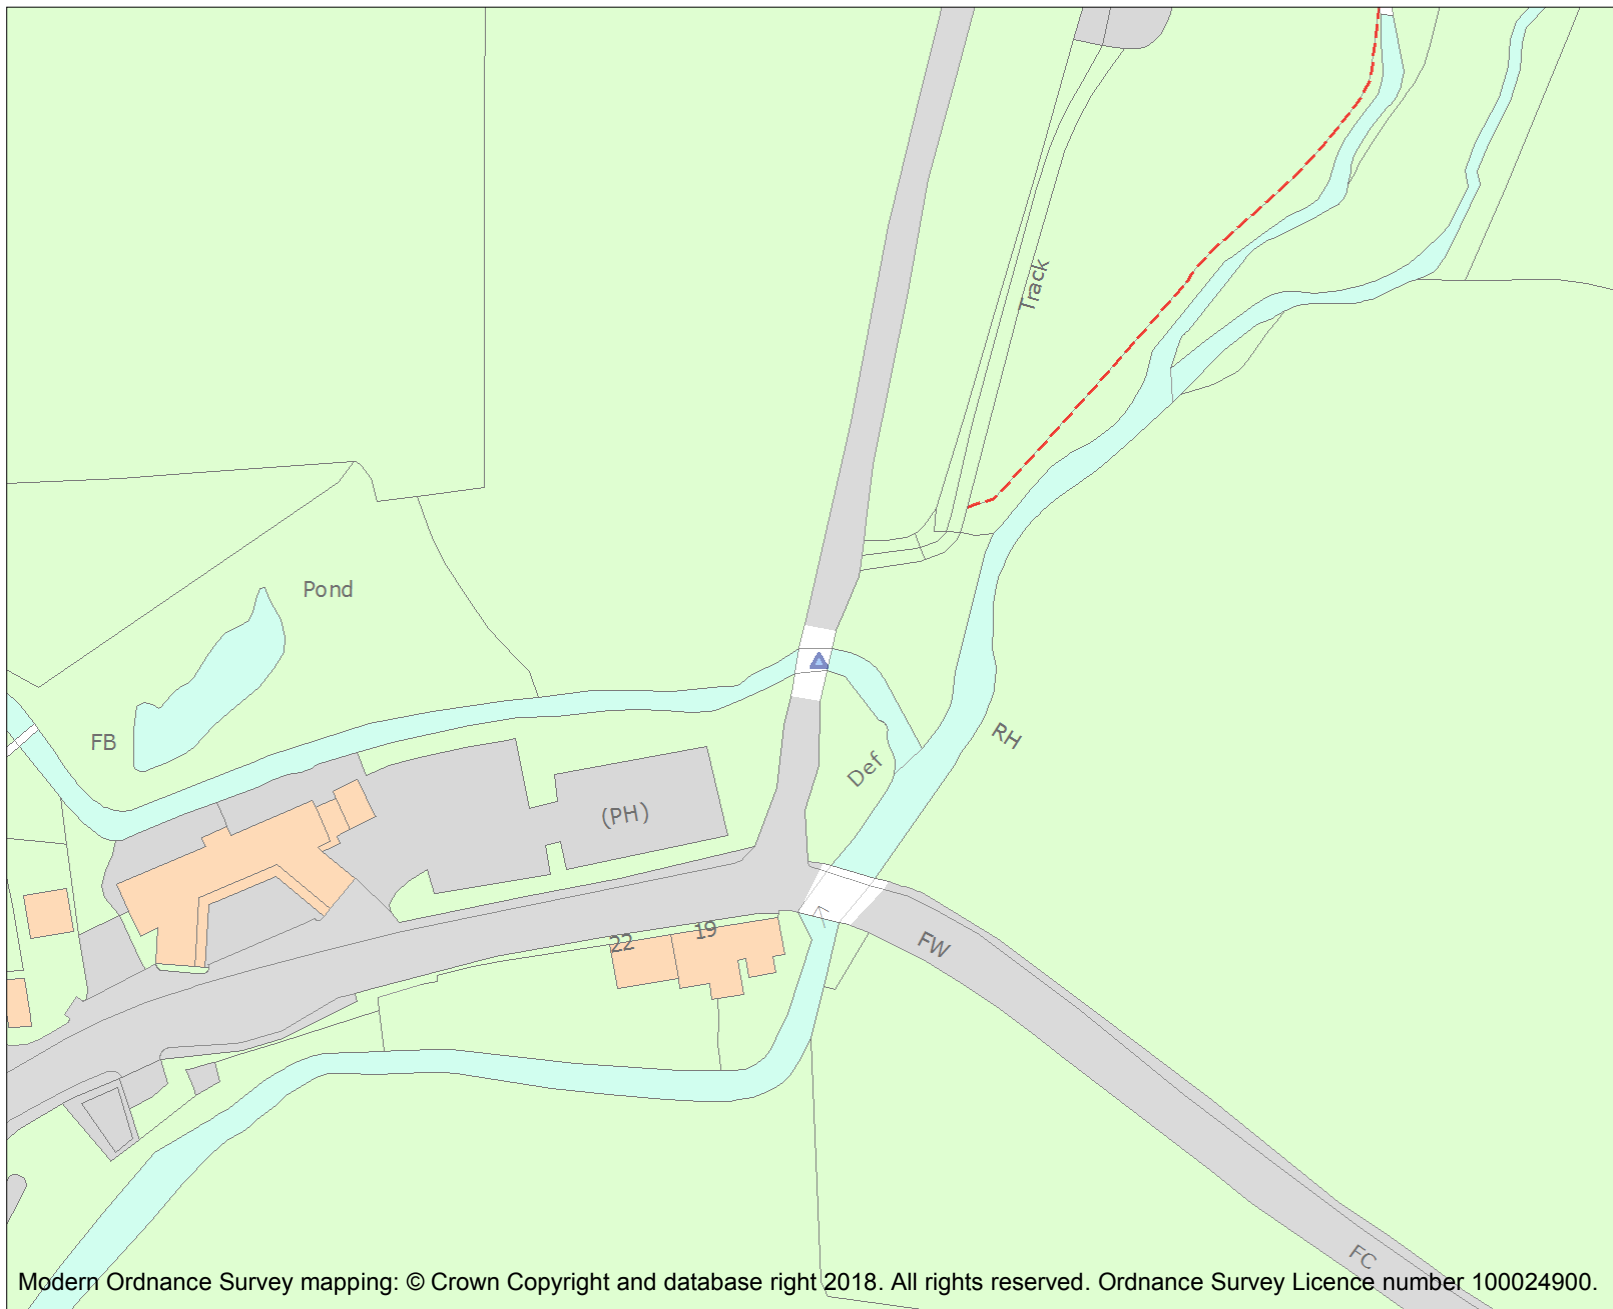 Track
Pond
FB
RH
Def
(PH)
22
19
FW
FC
Modern Ordnance Survey mapping: © Crown Copyright and database right 2018. All rights reserved. Ordnance Survey Licence number 100024900.